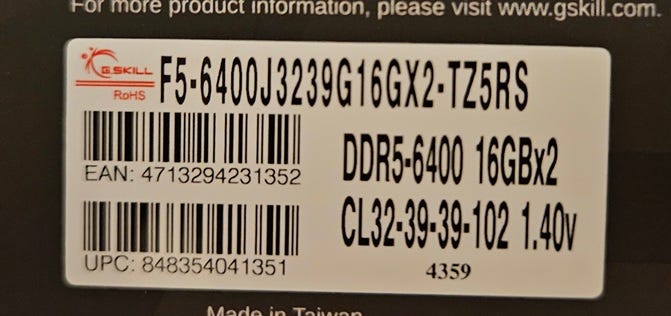 For more product information, please visit www.gskill.com.
G.SKILL
RoHS
F5-6400J3239G16GX2-TZ5RS
EAN: 4713294231352
DDR5-6400 16GBx2
CL32-39-39-102 1.40v
UPC: 848354041351
4359
Made in Taiwan